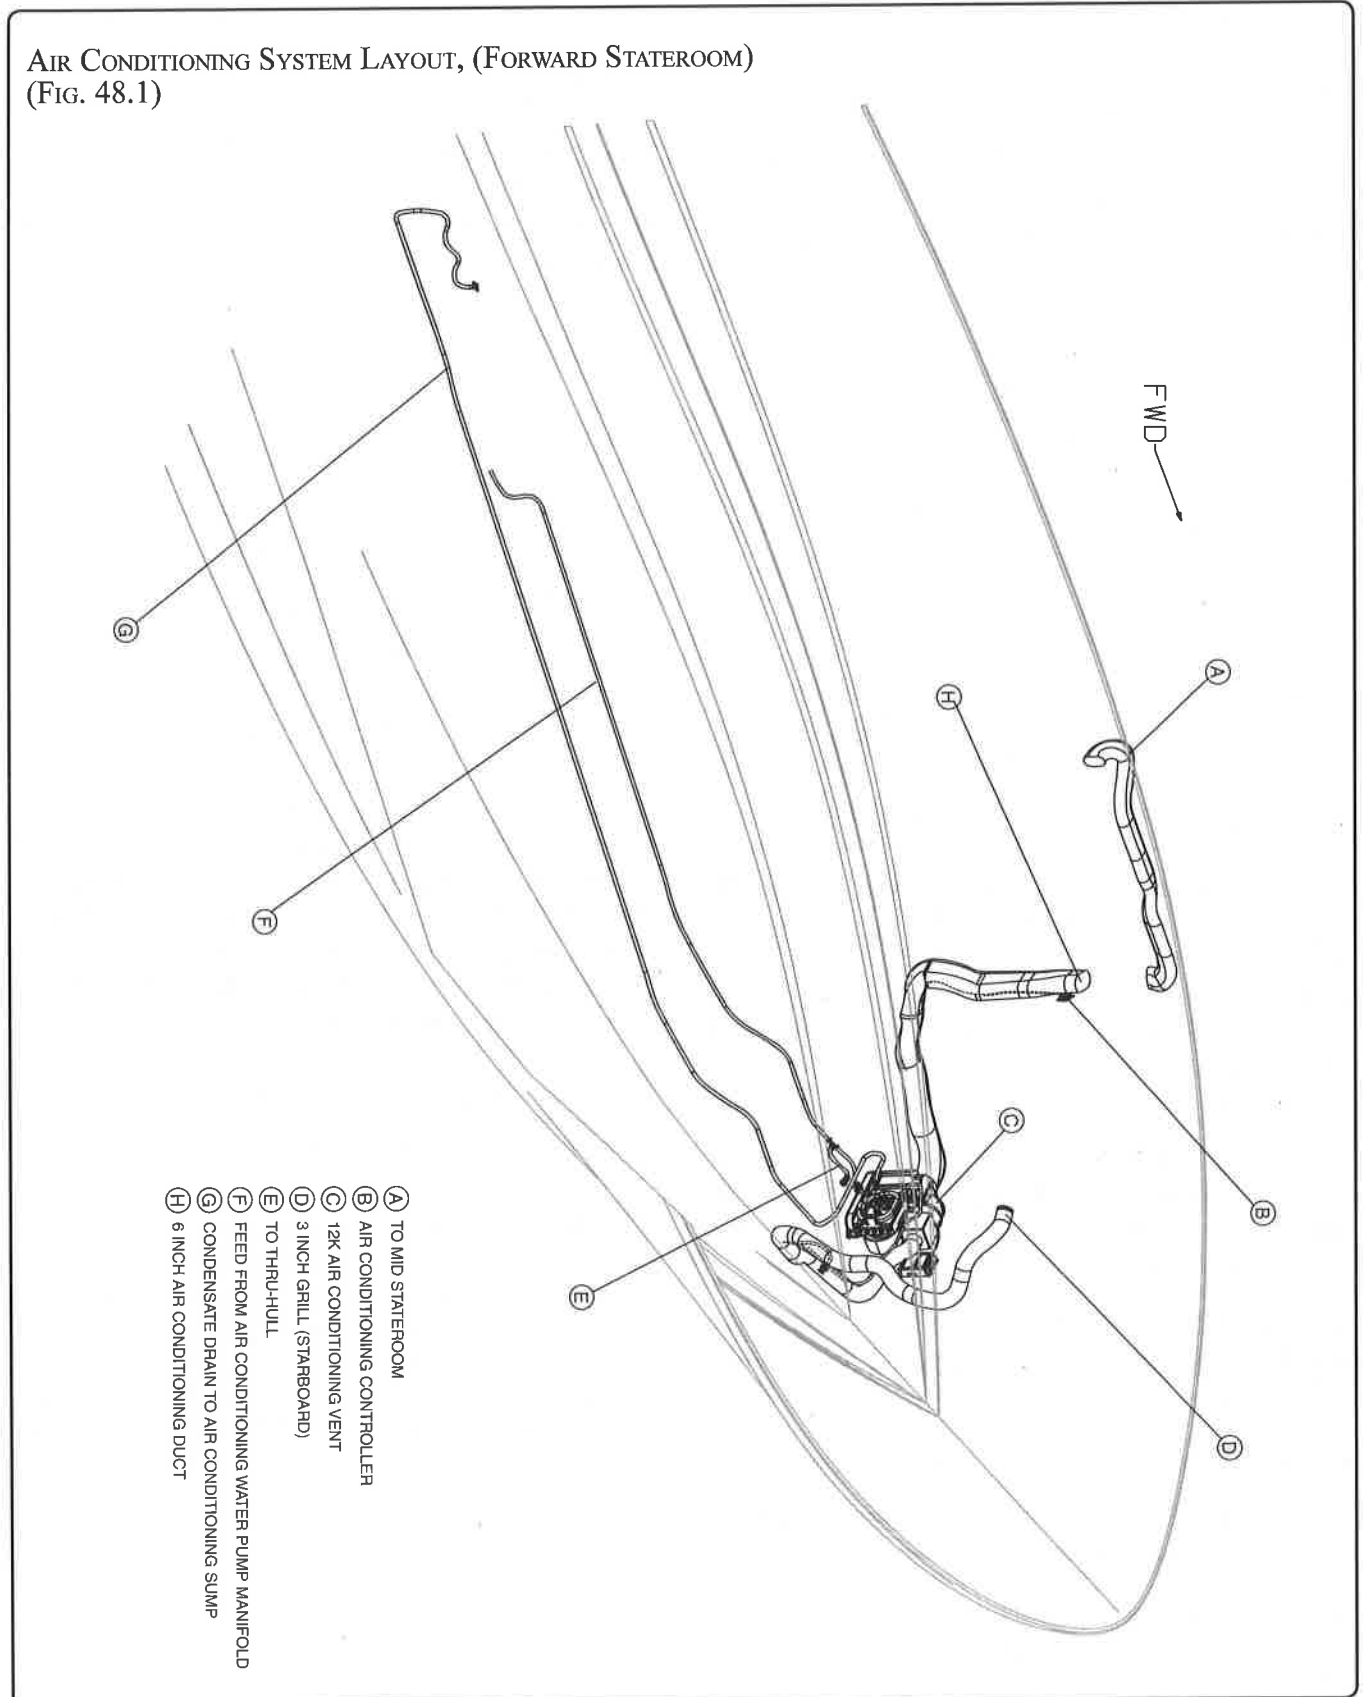 AIR CONDITIONING SYSTEM LAYOUT, (FORWARD STATEROOM)
(FIG. 48.1)
FWD
A
H
G
F
C
B
E
D
A TO MID STATEROOM
B AIR CONDITIONING CONTROLLER
C 12K AIR CONDITIONING VENT
D 3 INCH GRILL (STARBOARD)
E TO THRU-HULL
F FEED FROM AIR CONDITIONING WATER PUMP MANIFOLD
G CONDENSATE DRAIN TO AIR CONDITIONING SUMP
H 6 INCH AIR CONDITIONING DUCT